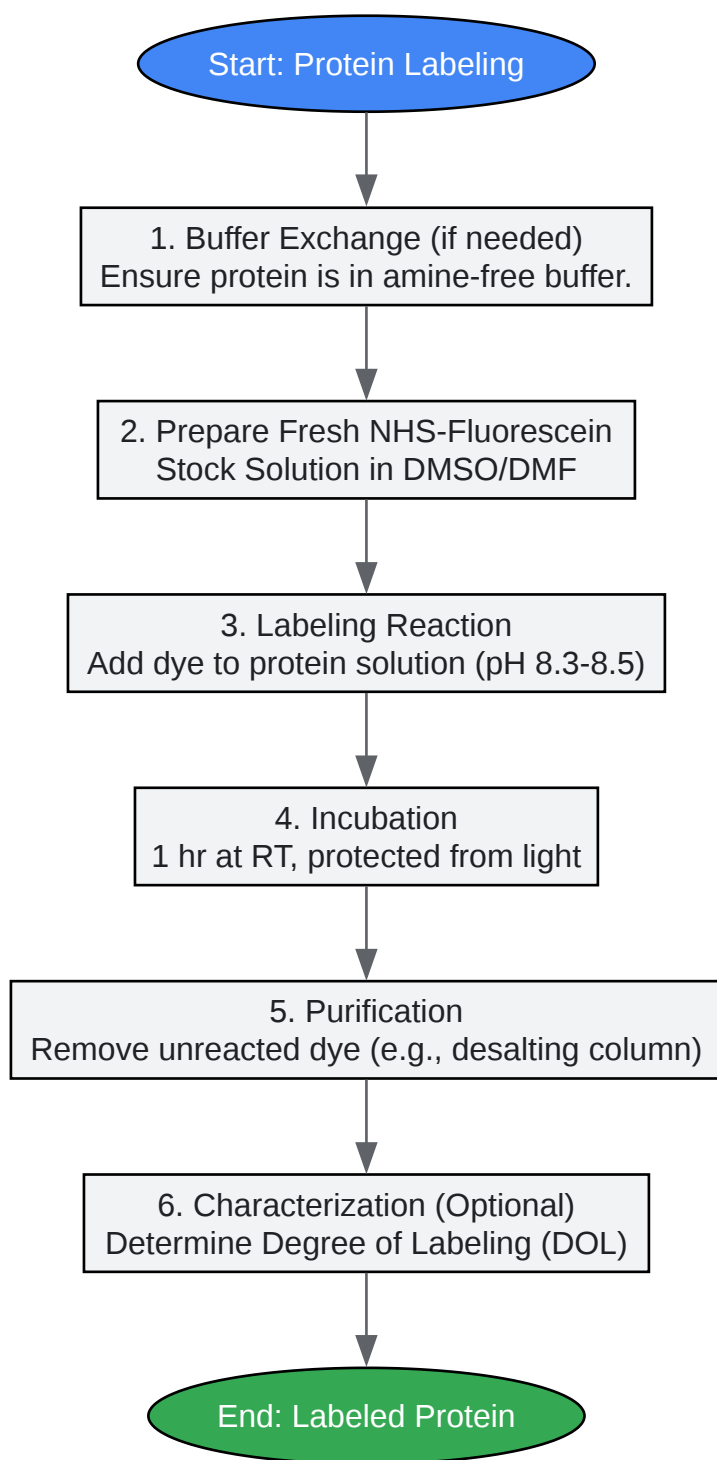 Start: Protein Labeling
1. Buffer Exchange (if needed)
Ensure protein is in amine-free buffer.
2. Prepare Fresh NHS-Fluorescein
Stock Solution in DMSO/DMF
3. Labeling Reaction
Add dye to protein solution (pH 8.3-8.5)
4. Incubation
1 hr at RT, protected from light
5. Purification
Remove unreacted dye (e.g., desalting column)
6. Characterization (Optional)
Determine Degree of Labeling (DOL)
End: Labeled Protein